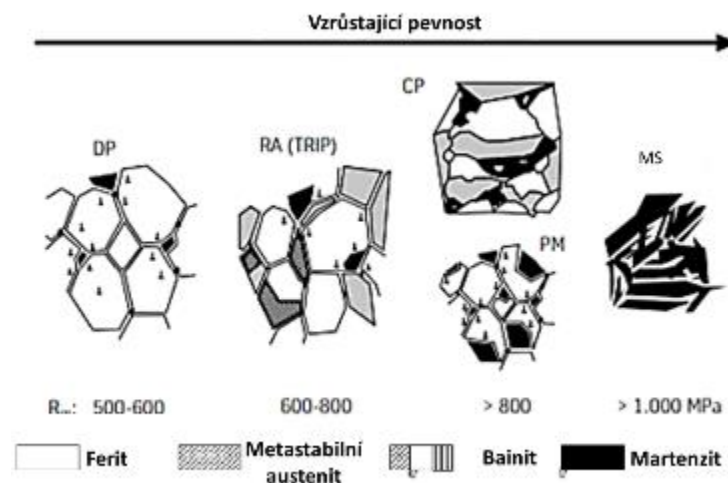 Vzrůstající pevnost
CP
DP
RA (TRIP)
MS
PM
R...: 500-600
600-800
> 800
> 1.000 MPa
Ferit
Metastabilní
austenit
Bainit
Martenzit